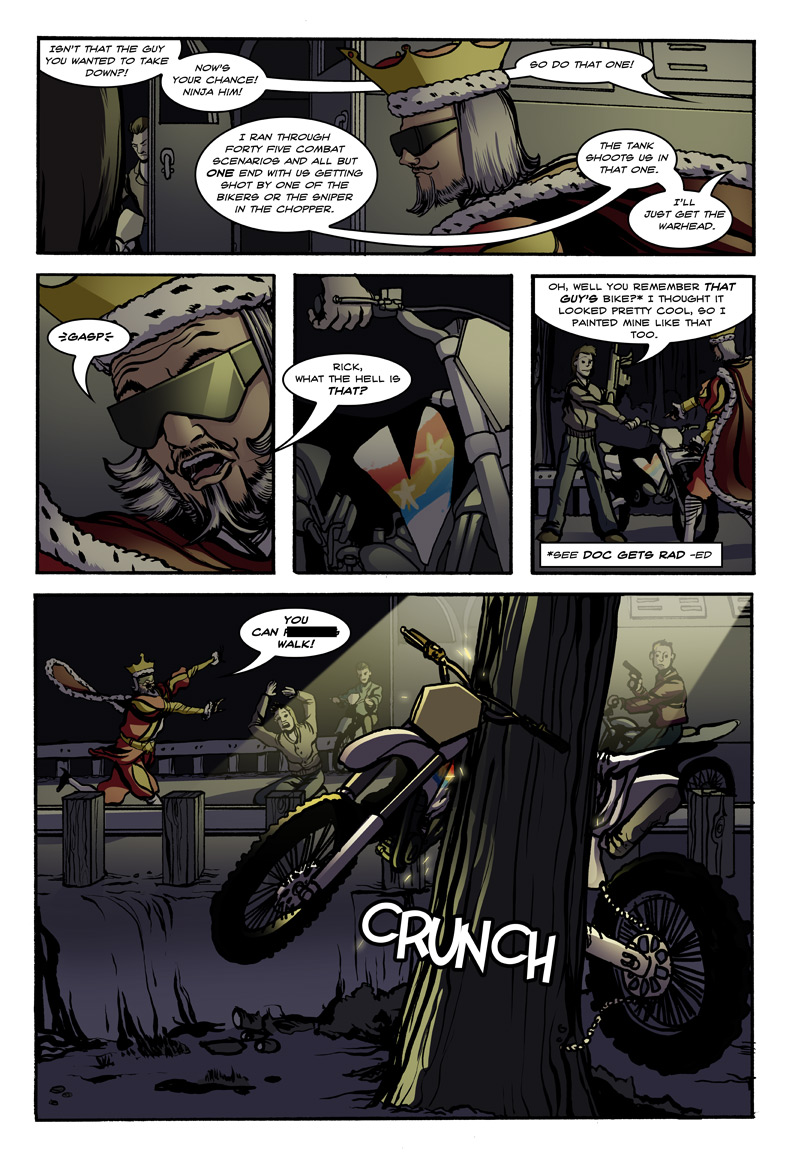 ISN'T THAT THE GUY
YOU WANTED TO TAKE
DOWN?!
NOW'S
YOUR CHANCE!
NINJA HIM!
I RAN THROUGH
FORTY FIVE COMBAT
SCENARIOS AND ALL BUT
ONE END WITH US GETTING
SHOT BY ONE OF THE
BIKERS OR THE SNIPER
IN THE CHOPPER.
SO DO THAT ONE!
THE TANK
SHOOTS US IN
THAT ONE.
I'LL
JUST GET THE
WARHEAD.
GASP
RICK,
WHAT THE HELL IS
THAT?
OH, WELL YOU REMEMBER THAT
GUY'S BIKE?* I THOUGHT IT
LOOKED PRETTY COOL, SO I
PAINTED MINE LIKE THAT
TOO.
*SEE DOC GETS RAD -ED
YOU
CAN
WALK!
CRUNCH